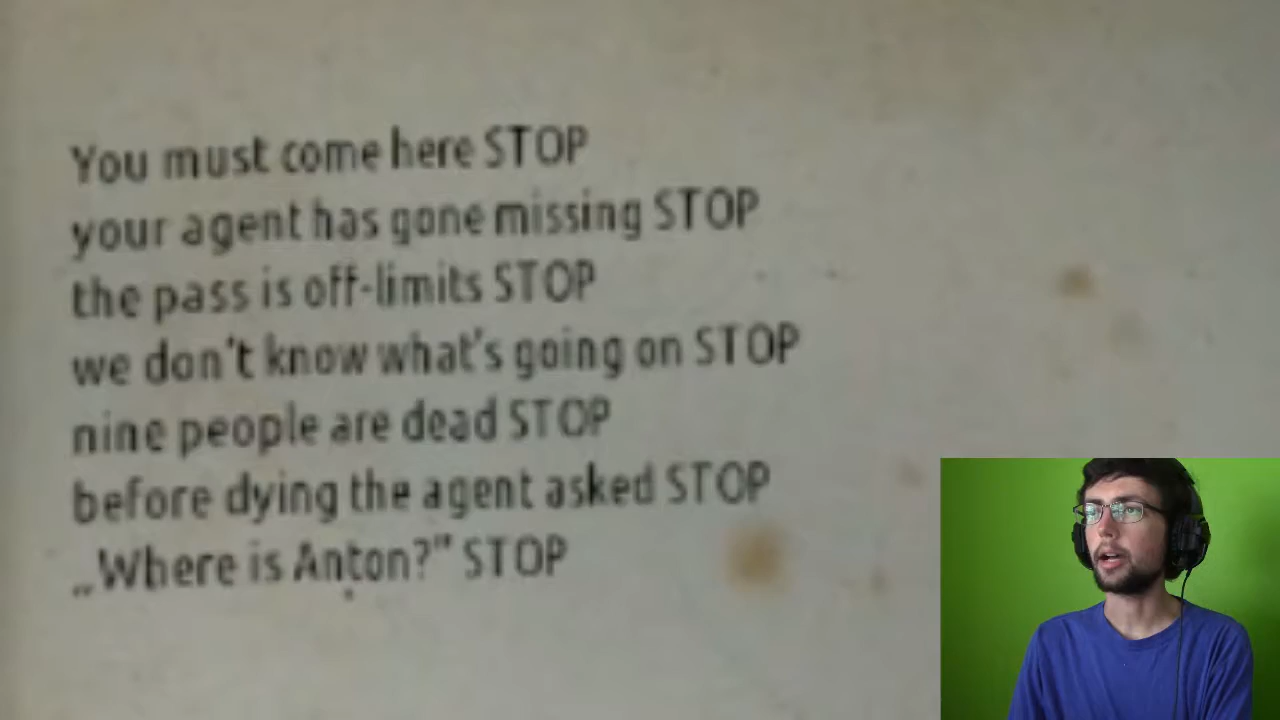 You must come here STOP
your agent has gone missing STOP
the pass is off-limits STOP
we don't know what's going on STOP
nine people are dead STOP
before dying the agent asked STOP
„Where is Anton?" STOP